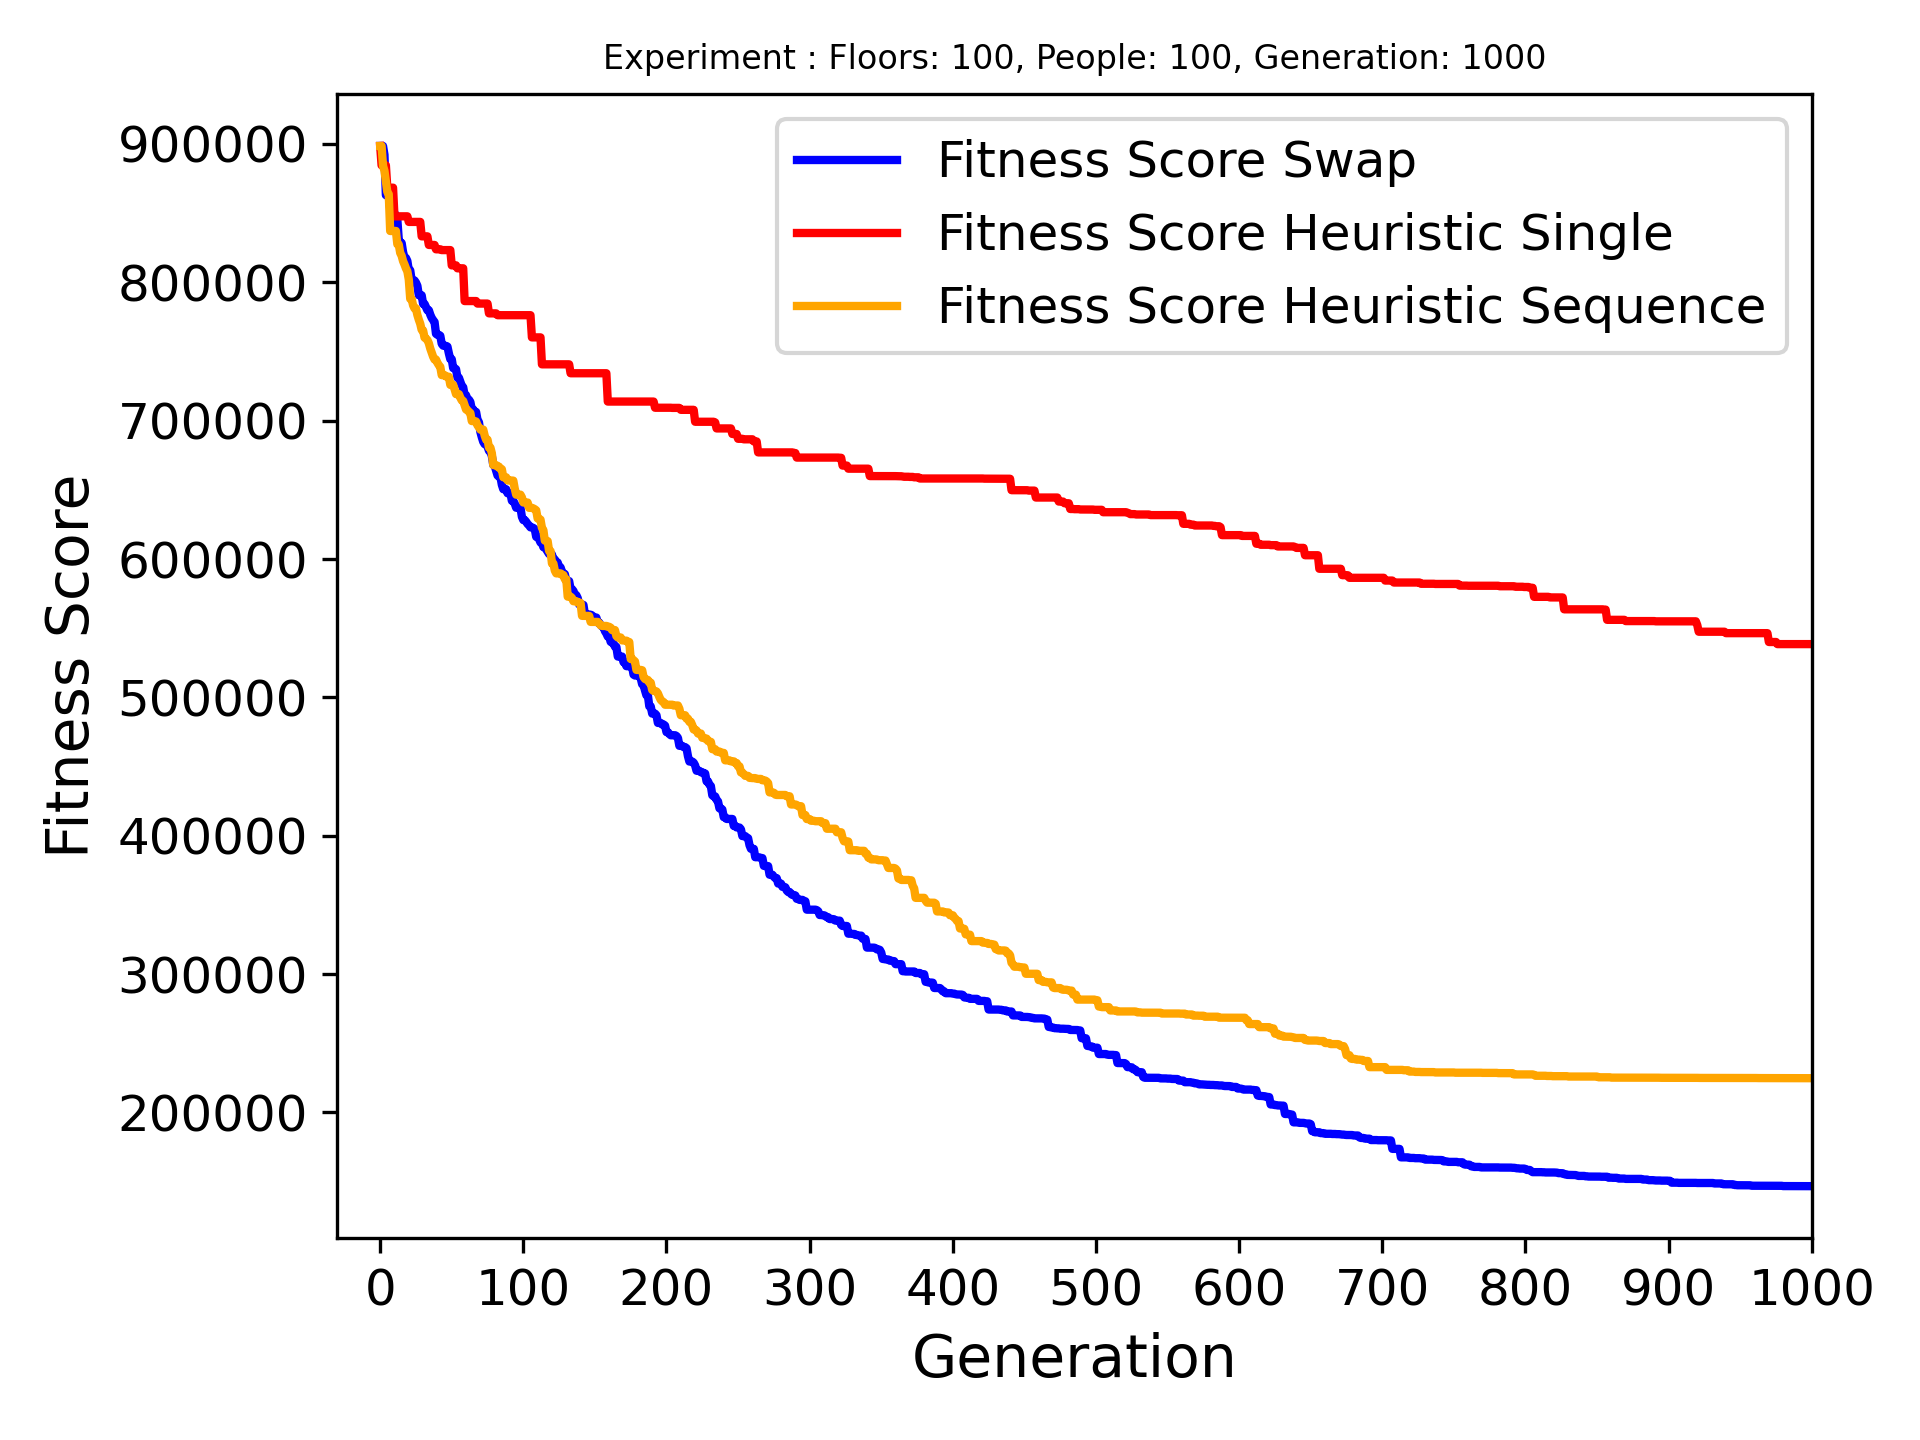 Experiment : Floors: 100, People: 100, Generation: 1000
Fitness Score Swap
Fitness Score Heuristic Single
Fitness Score Heuristic Sequence
Fitness Score
900000
800000
700000
600000
500000
400000
300000
200000
0 100 200 300 400 500 600 700 800 900 1000
Generation